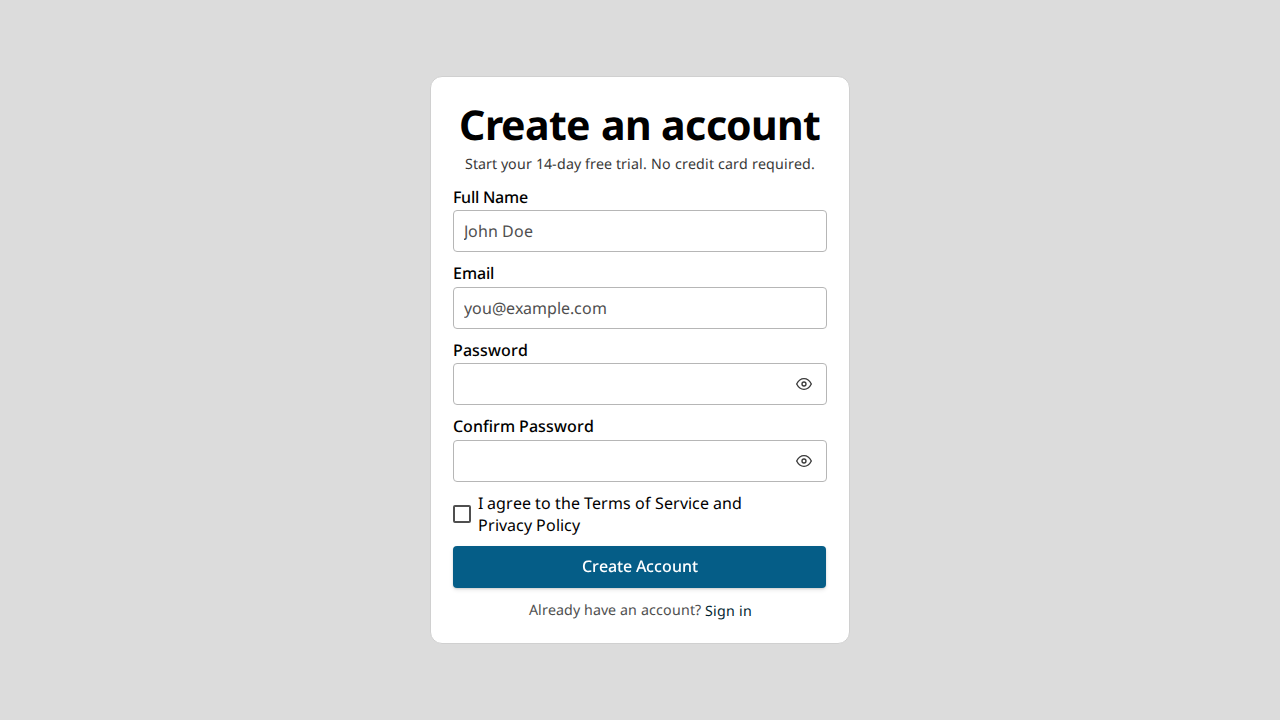 Create an account
Start your 14-day free trial. No credit card required.
Full Name
John Doe
Email
you@example.com
Password
Confirm Password
I agree to the Terms of Service and
Privacy Policy
Create Account
Already have an account? Sign in